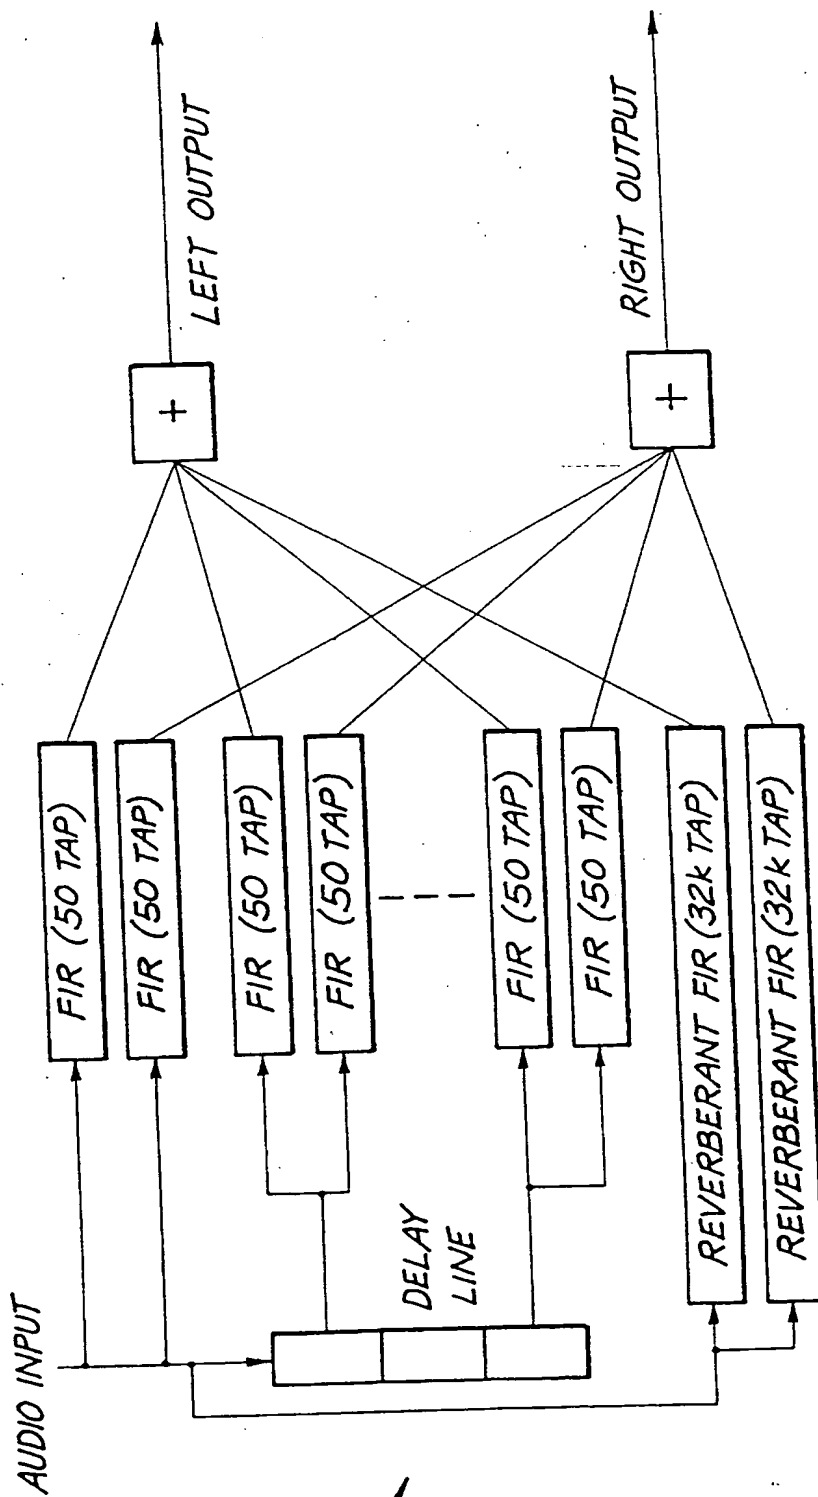 AUDIO INPUT
FIR (50 TAP)
FIR (50 TAP)
FIR (50 TAP)
FIR (50 TAP)
FIR (50 TAP)
FIR (50 TAP)
REVERBERANT FIR (32k TAP)
REVERBERANT FIR (32k TAP)
DELAY
LINE
+
+
LEFT OUTPUT
RIGHT OUTPUT